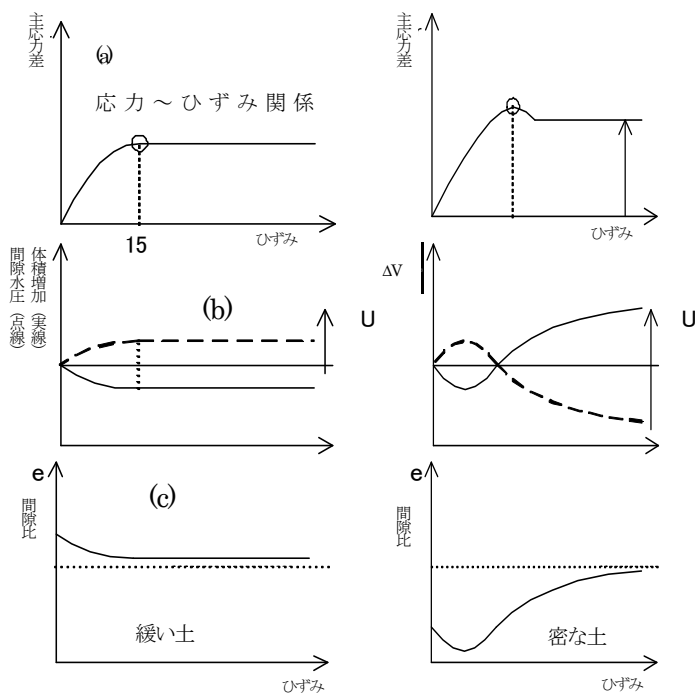 主応力差
(a)
応力～ひずみ関係
15
ひずみ
主応力差
ひずみ
体積増加（実線）
間隙水圧（点線）
(b)
U
ΔV
U
e
間隙比
(c)
緩い土
ひずみ
e
間隙比
密な土
ひずみ